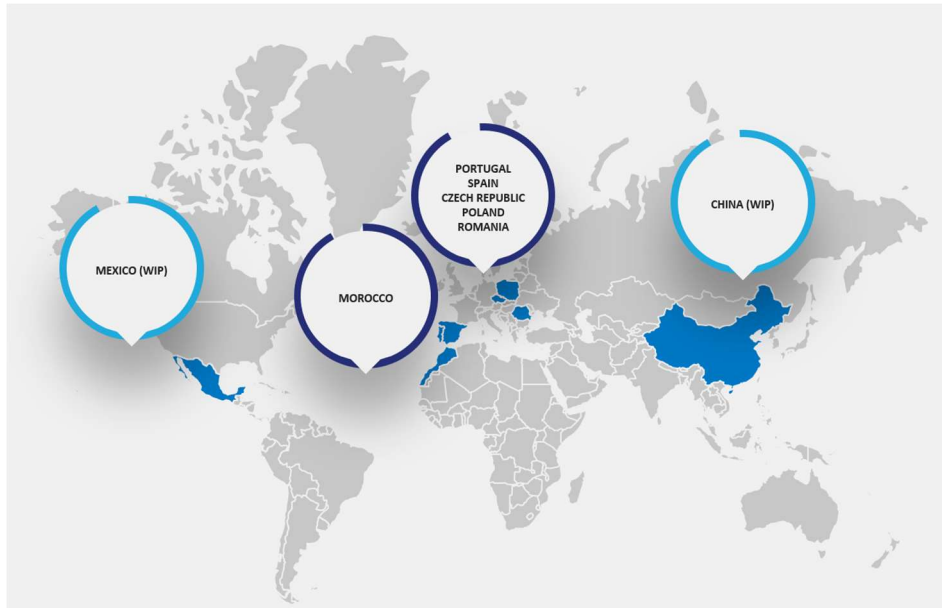 PORTUGAL
SPAIN
CZECH REPUBLIC
POLAND
ROMANIA
CHINA (WIP)
MEXICO (WIP)
MOROCCO